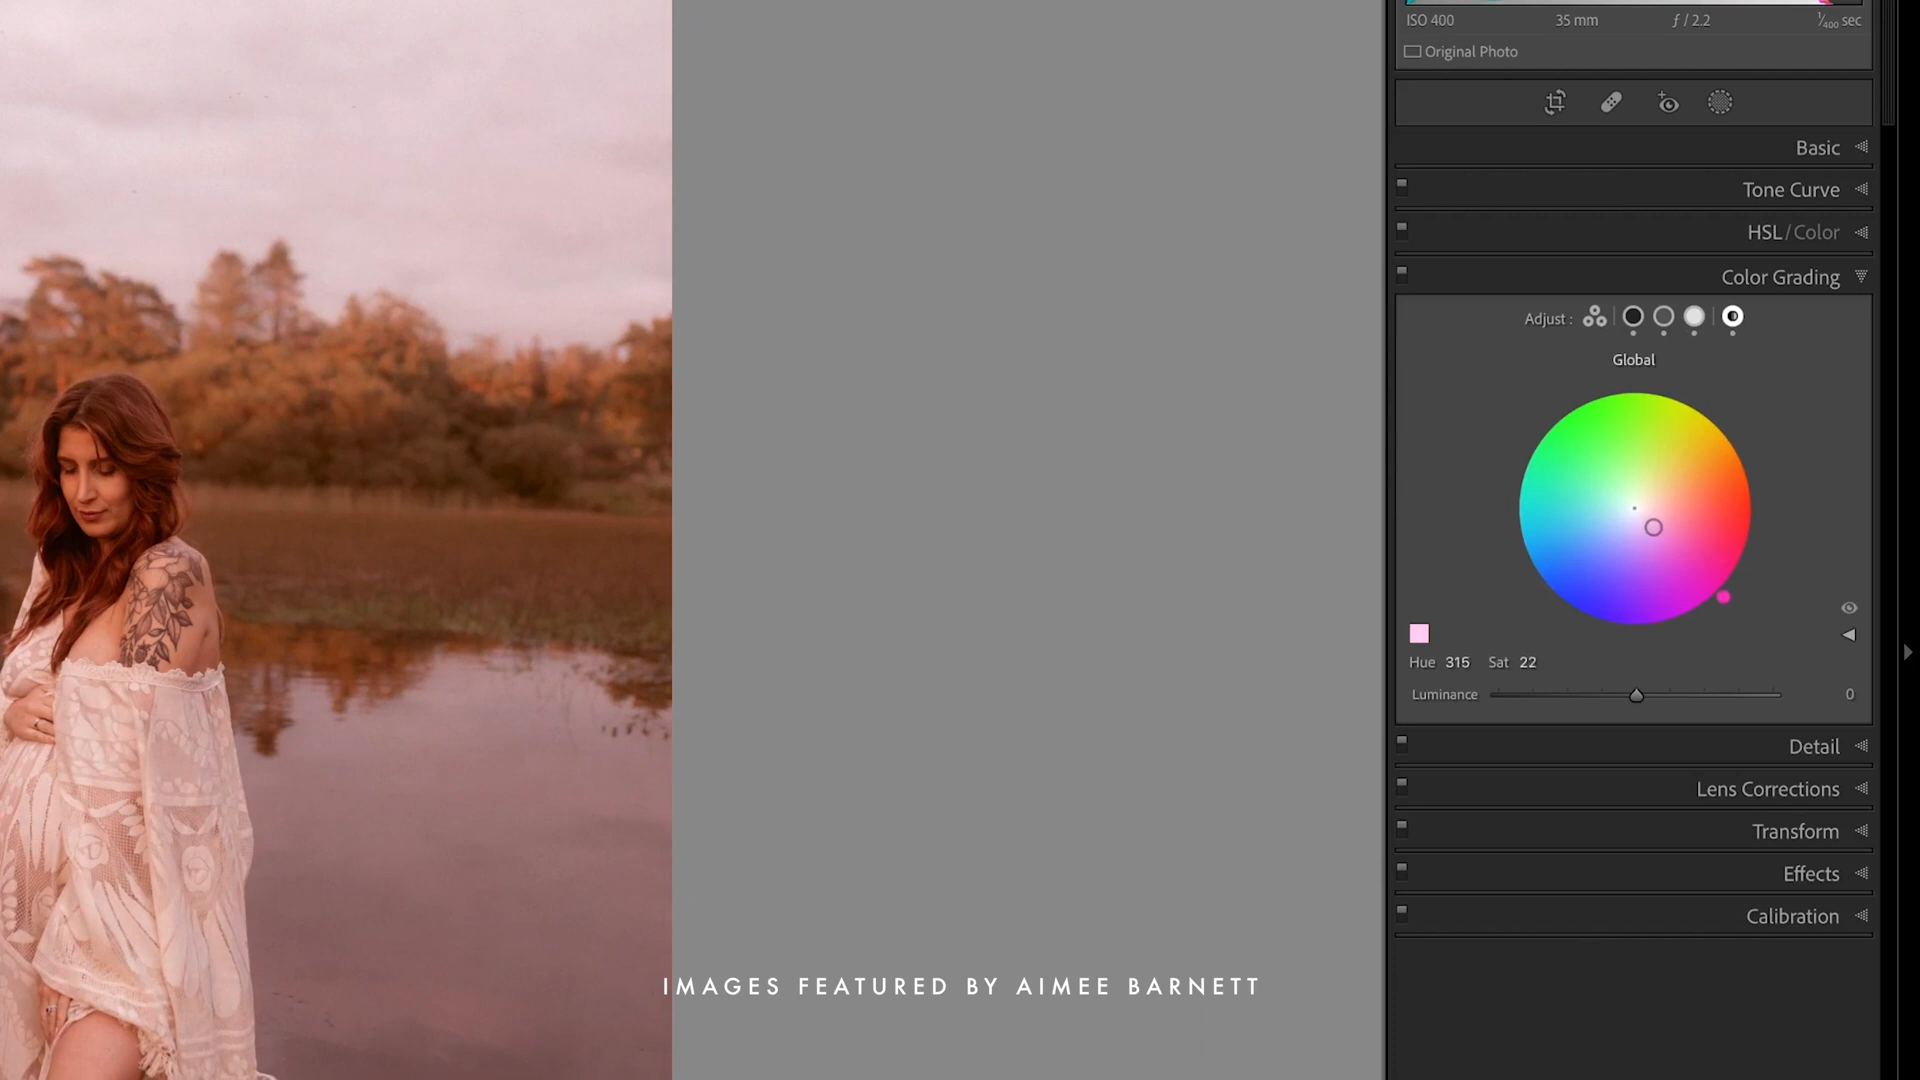 ISO 400 35 mm ƒ / 2.2 1/400 sec
Original Photo
Basic
Tone Curve
HSL / Color
Color Grading
Adjust :
Global
Hue 315 Sat 22
Luminance 0
Detail
Lens Corrections
Transform
Effects
Calibration
IMAGES FEATURED BY AIMEE BARNETT